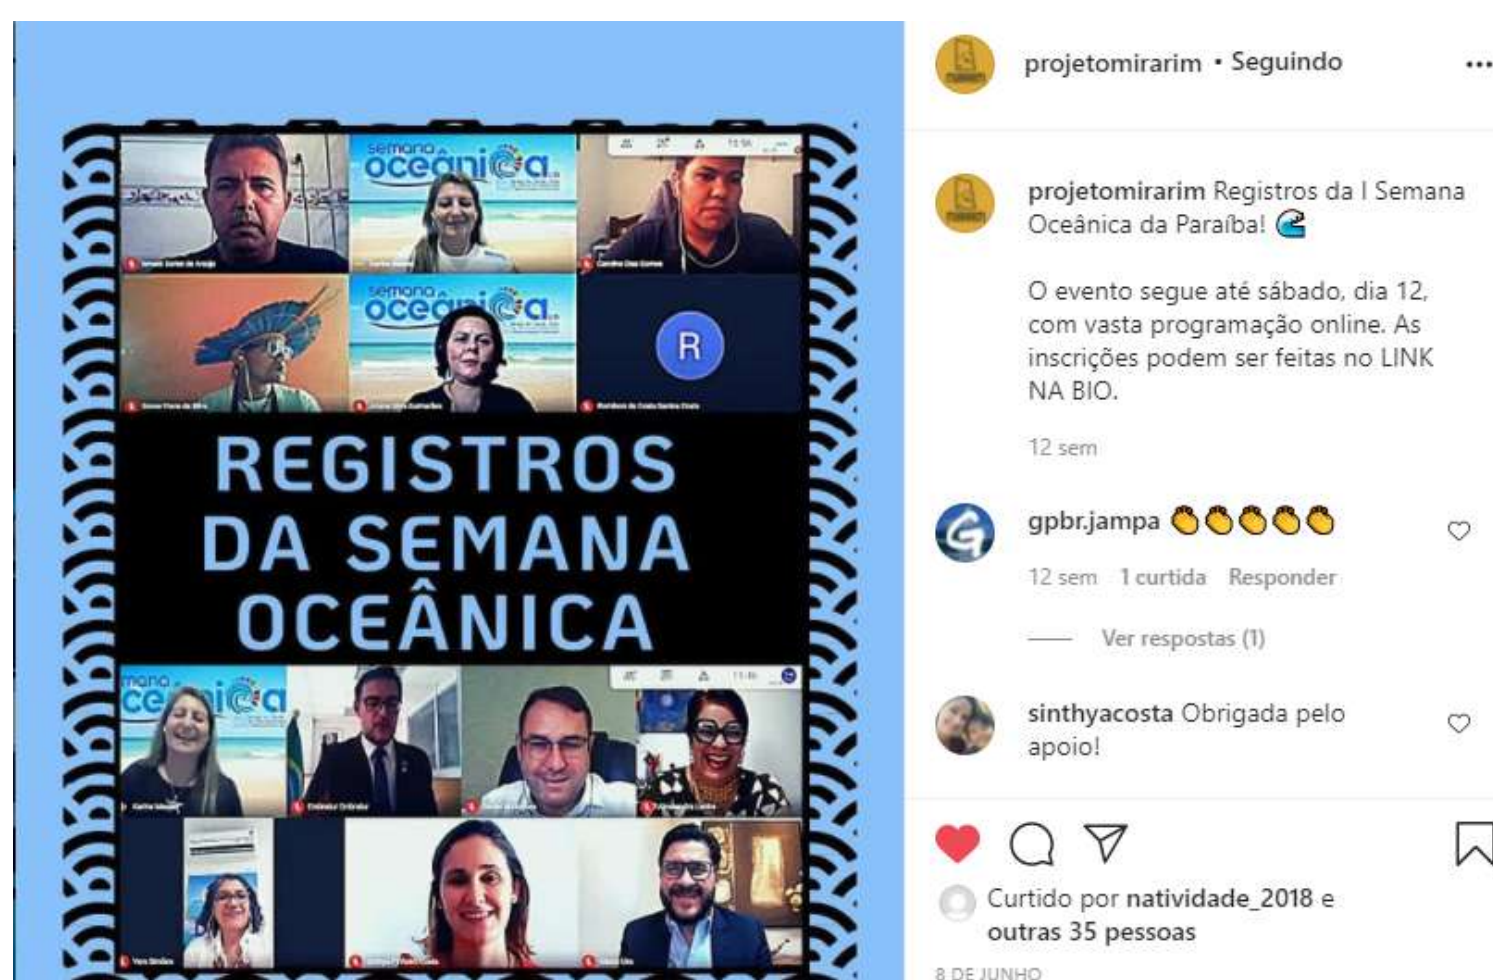 semana
oceânica
semana
oceânica
R
REGISTROS
DA SEMANA
OCEÂNICA
Yara Simões
projetomirarim • Seguindo
projetomirarim Registros da I Semana
Oceânica da Paraíba!
O evento segue até sábado, dia 12,
com vasta programação online. As
inscrições podem ser feitas no LINK
NA BIO.
12 sem
gpbr.jampa
12 sem 1 curtida Responder
Ver respostas (1)
sinthyacosta Obrigada pelo
apoio!
Curtido por natividade_2018 e
outras 35 pessoas
8 DE JUNHO